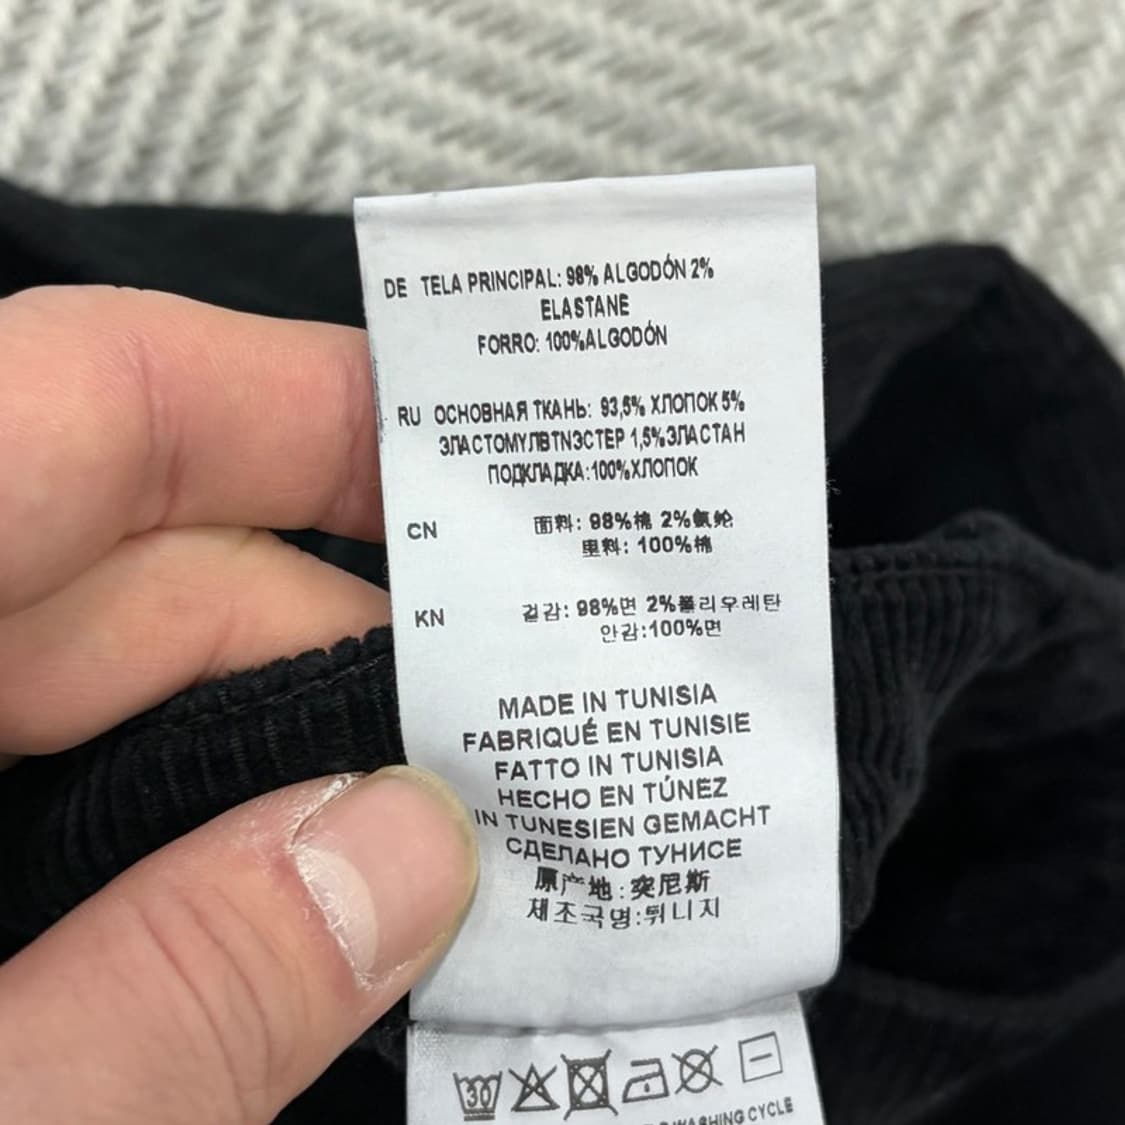 DE TELA PRINCIPAL: 98% ALGODÓN 2%
ELASTANE
FORRO: 100%ALGODÓN
RU ОСНОВНАЯ ТКАНЬ: 93,5% ХЛОПОК 5%
ЭЛАСТОМУЛВТNЭСТЕР 1,5%ЭЛАСТАН
ПОДКЛАДКА:100%ХЛОПОК
CN 面料: 98%棉 2%氨纶
里料: 100%棉
KN 겉감: 98%면 2%폴리우레탄
안감:100%면
MADE IN TUNISIA
FABRIQUÉ EN TUNISIE
FATTO IN TUNISIA
HECHO EN TÚNEZ
IN TUNESIEN GEMACHT
СДЕЛАНО ТУНИСЕ
原产地:突尼斯
제조국명:튀니지
30
WASHING CYCLE